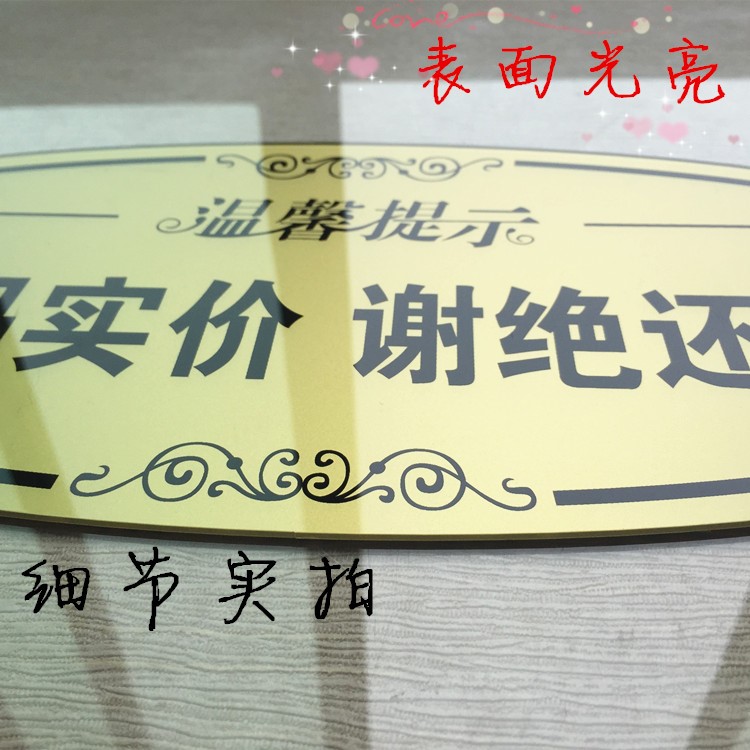 表面光亮
温馨提示
实价 谢绝还
细节实拍